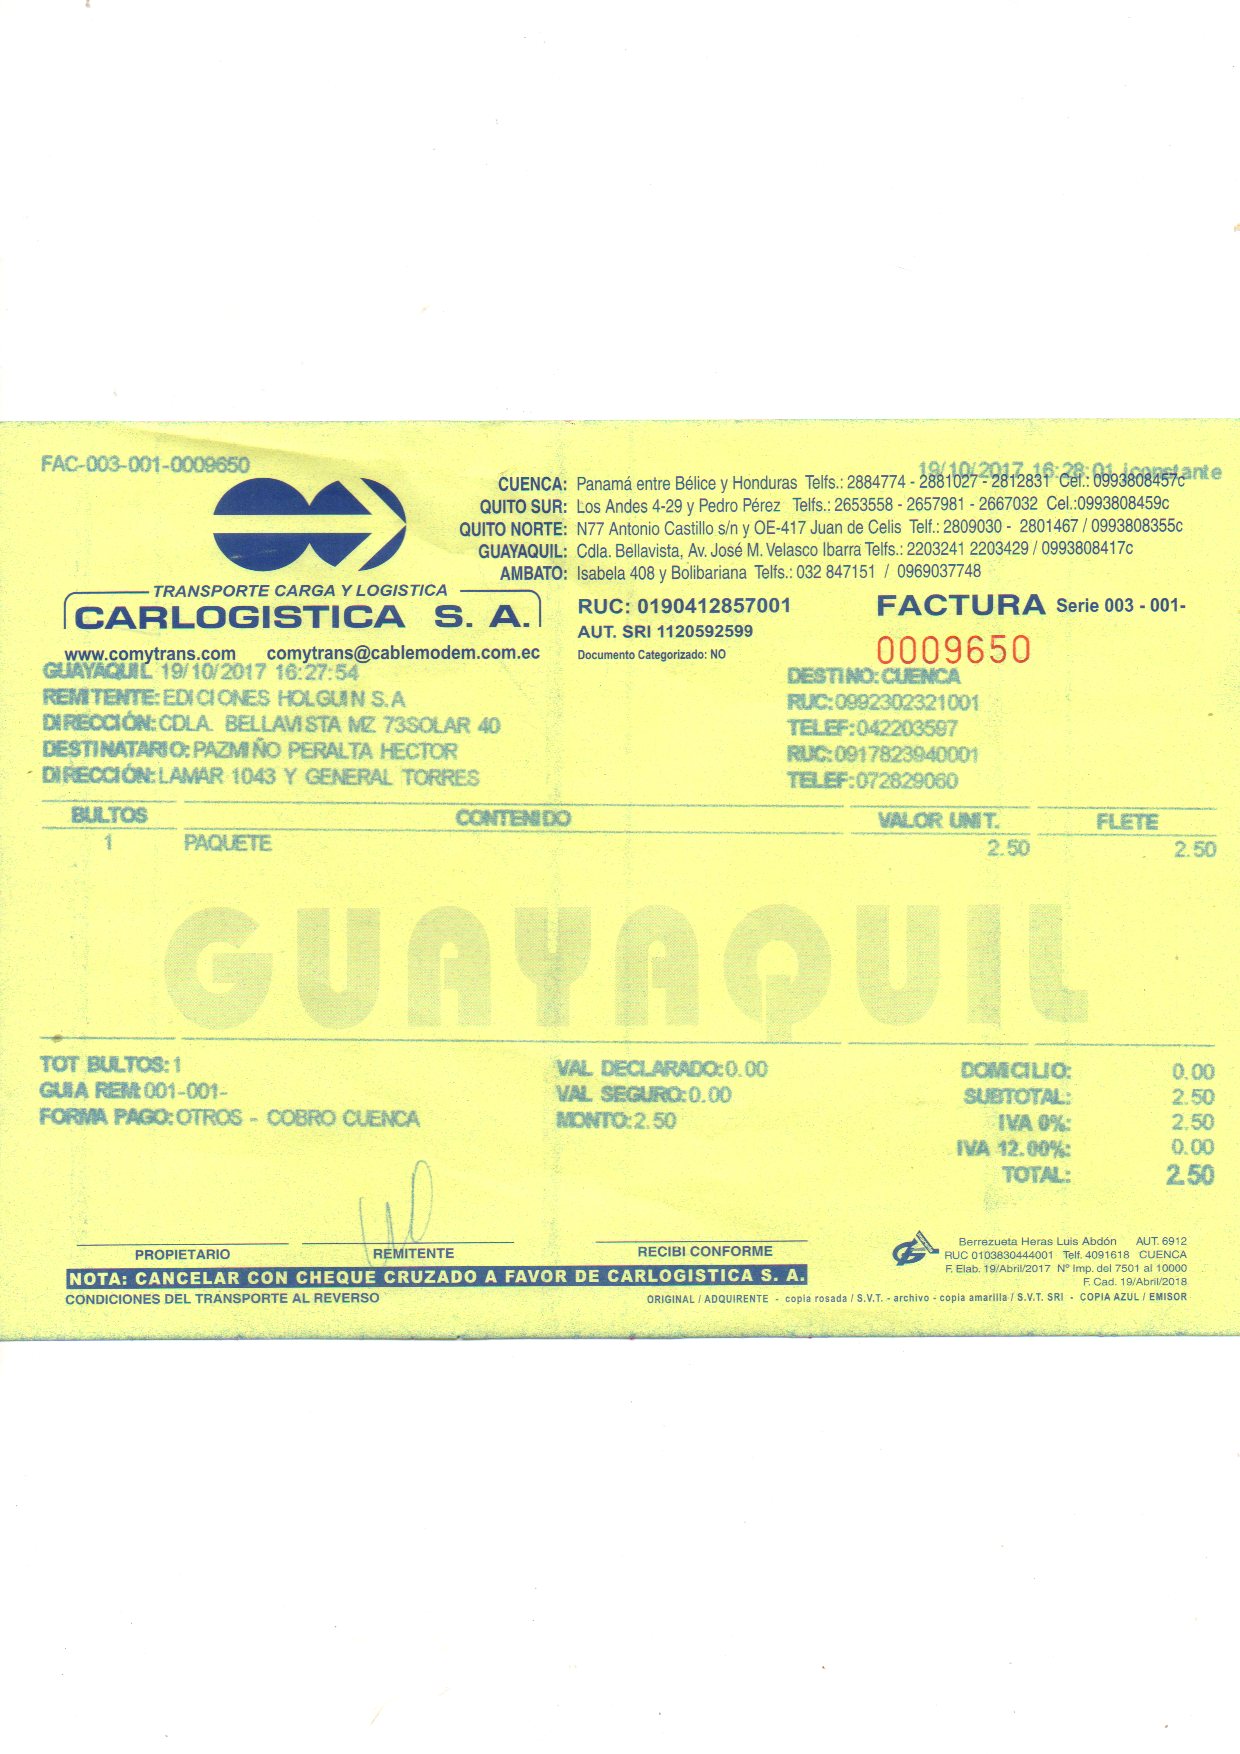 FAC-003-001-0009650
19/10/2017 16:28:01 jconstante
CUENCA: Panamá entre Bélice y Honduras Telfs.: 2884774 - 2881027 - 2812831 Cel.: 0993808457c
QUITO SUR: Los Andes 4-29 y Pedro Pérez Telfs.: 2653558 - 2657981 - 2667032 Cel.:0993808459c
QUITO NORTE: N77 Antonio Castillo s/n y OE-417 Juan de Celis Telf.: 2809030 - 2801467 / 0993808355c
GUAYAQUIL: Cdla. Bellavista, Av. José M. Velasco Ibarra Telfs.: 2203241 2203429 / 0993808417c
AMBATO: Isabela 408 y Bolibariana Telfs.: 032 847151 / 0969037748
TRANSPORTE CARGA Y LOGISTICA
CARLOGISTICA S. A.
www.comytrans.com comytrans@cablemodem.com.ec
RUC: 0190412857001
AUT. SRI 1120592599
Documento Categorizado: NO
FACTURA Serie 003 - 001-
0009650
GUAYAQUIL 19/10/2017 16:27:54
DESTINO: CUENCA
REMITENTE: EDICIONES HOLGUIN S.A
RUC: 0992302321001
DIRECCIÓN: CDLA. BELLAVISTA MZ 73SOLAR 40
TELEF: 042203597
DESTINATARIO: PAZMIÑO PERALTA HECTOR
RUC: 0917823940001
DIRECCIÓN: LAMAR 1043 Y GENERAL TORRES
TELEF: 072829060
BULTOS CONTENIDO VALOR UNIT. FLETE
1 PAQUETE 2.50 2.50
GUAYAQUIL
TOT BULTOS: 1 VAL DECLARADO: 0.00 DOMICILIO: 0.00
GUIA REM: 001-001- VAL SEGURO: 0.00 SUBTOTAL: 2.50
FORMA PAGO: OTROS - COBRO CUENCA MONTO: 2.50 IVA 0%: 2.50
IVA 12.00%: 0.00
TOTAL: 2.50
PROPIETARIO REMITENTE RECIBI CONFORME
NOTA: CANCELAR CON CHEQUE CRUZADO A FAVOR DE CARLOGISTICA S. A.
CONDICIONES DEL TRANSPORTE AL REVERSO
Berrezueta Heras Luis Abdón AUT. 6912
RUC 0103830444001 Telf. 4091618 CUENCA
F. Elab. 19/Abril/2017 Nº Imp. del 7501 al 10000
F. Cad. 19/Abril/2018
ORIGINAL / ADQUIRENTE - copia rosada / S.V.T. - archivo - copia amarilla / S.V.T. SRI - COPIA AZUL / EMISOR